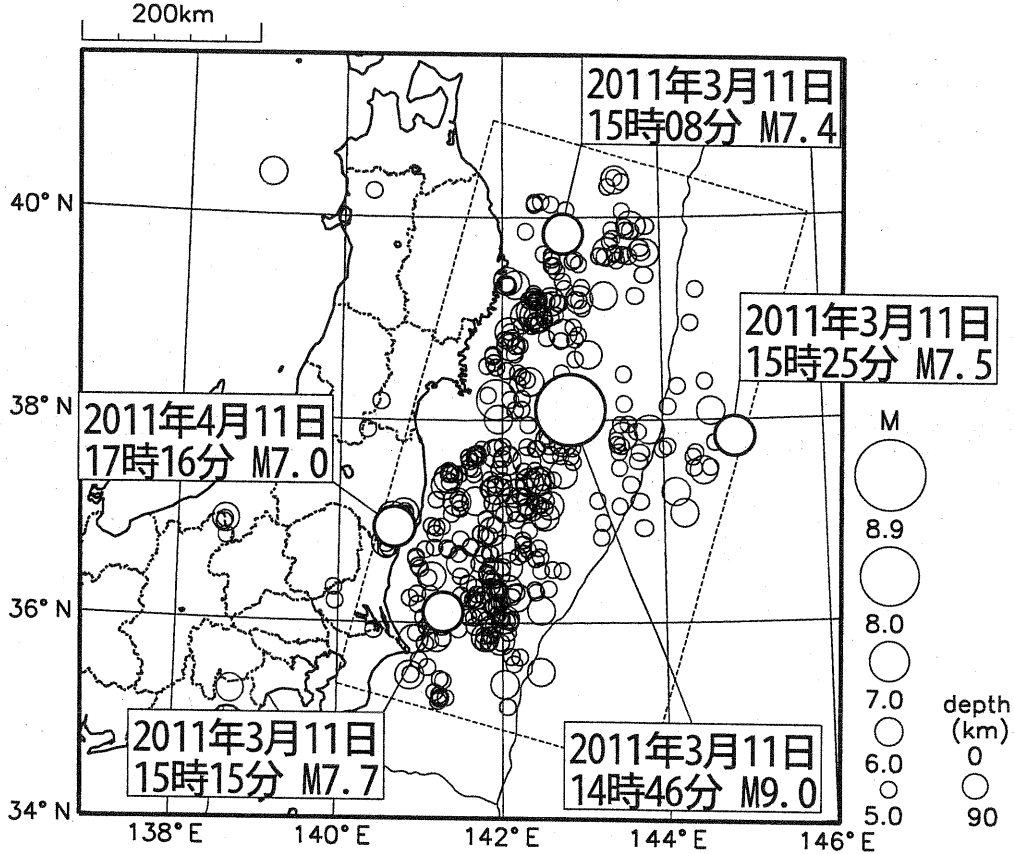 200km
2011年3月11日
15時08分 M7.4
40° N
2011年3月11日
15時25分 M7.5
38° N
2011年4月11日
17時16分 M7.0
M
8.9
36° N
8.0
7.0
depth
(km)
2011年3月11日
15時15分 M7.7
2011年3月11日
14時46分 M9.0
6.0
0
5.0
90
34° N
138° E
140° E
142° E
144° E
146° E